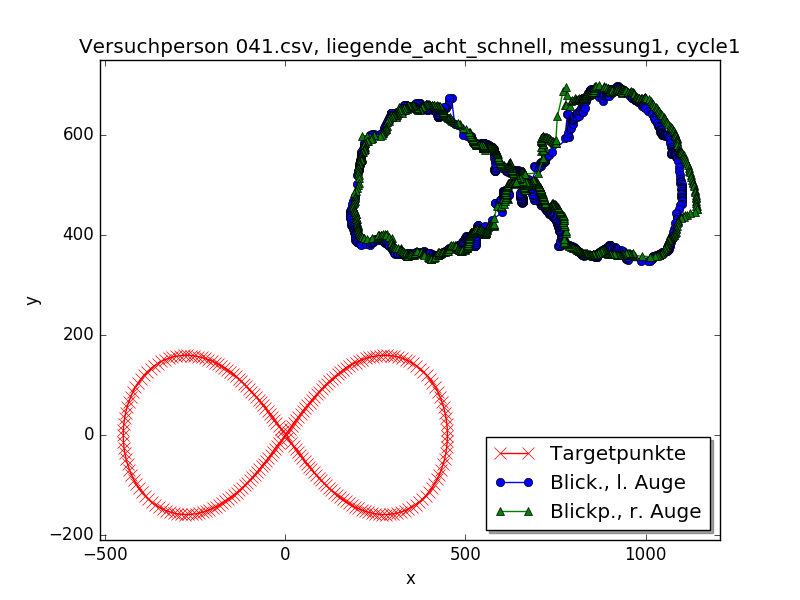 Versuchperson 041.csv, liegende_acht_schnell, messung1, cycle1
600
400
200
0
−200
y
−500
0
500
1000
x
Targetpunkte
Blick., l. Auge
Blickp., r. Auge